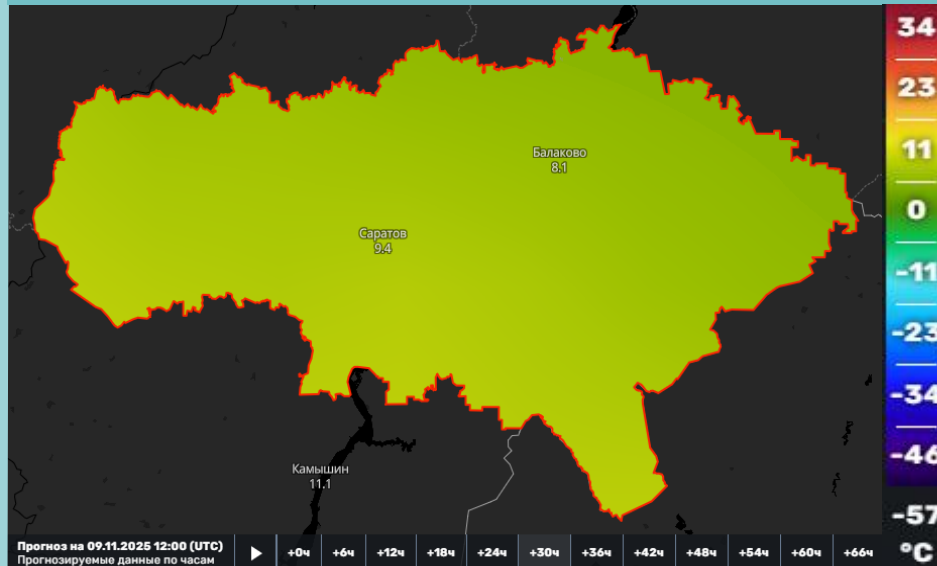 34
23
11
0
-11
-23
-34
-46
-57
°C
Балаково
8.1
Саратов
9.4
Камышин
11.1
Прогноз на 09.11.2025 12:00 (UTC)
Прогнозируемые данные по часам
+0ч +6ч +12ч +18ч +24ч +30ч +36ч +42ч +48ч +54ч +60ч +66ч